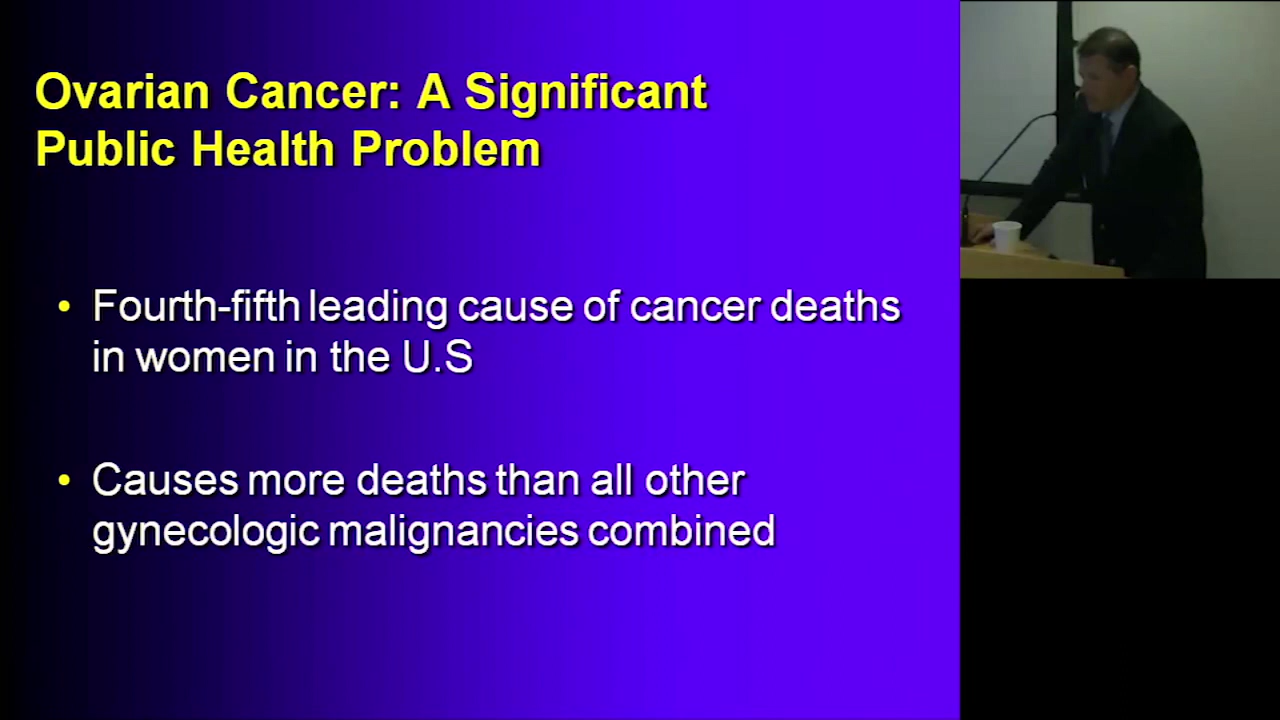 Ovarian Cancer: A Significant
Public Health Problem
• Fourth-fifth leading cause of cancer deaths
in women in the U.S
• Causes more deaths than all other
gynecologic malignancies combined